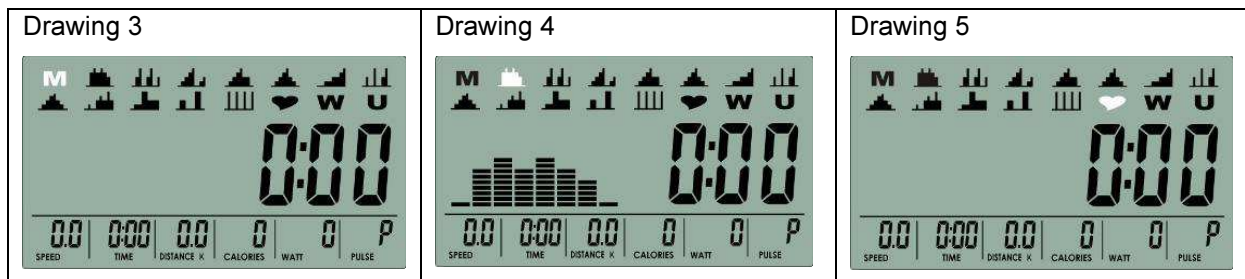 Drawing 3
M
W U
0:00
0.0 0:00 0.0 0 0 P
SPEED TIME DISTANCE K CALORIES WATT PULSE
Drawing 4
M
W U
0:00
0.0 0:00 0.0 0 0 P
SPEED TIME DISTANCE K CALORIES WATT PULSE
Drawing 5
M
W U
0:00
0.0 0:00 0.0 0 0 P
SPEED TIME DISTANCE K CALORIES WATT PULSE